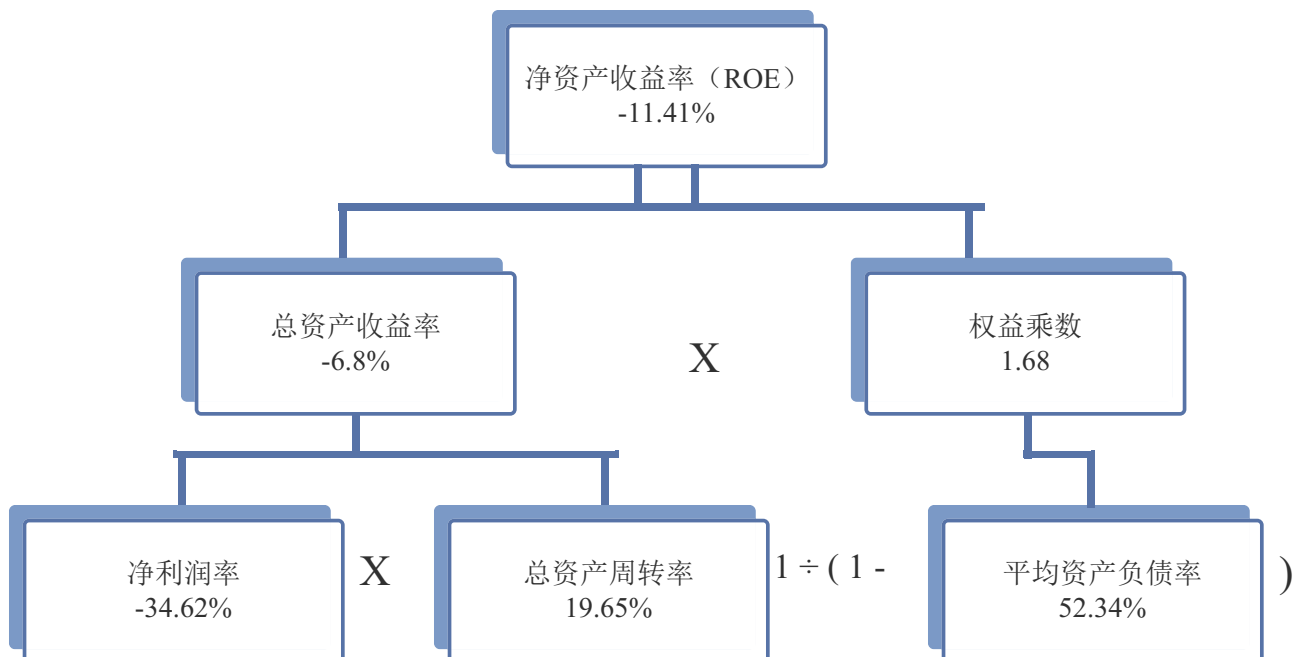 净资产收益率（ROE）
-11.41%
总资产收益率
-6.8%
X
权益乘数
1.68
净利润率
-34.62%
X
总资产周转率
19.65%
1 ÷ ( 1 -
平均资产负债率
52.34%
)